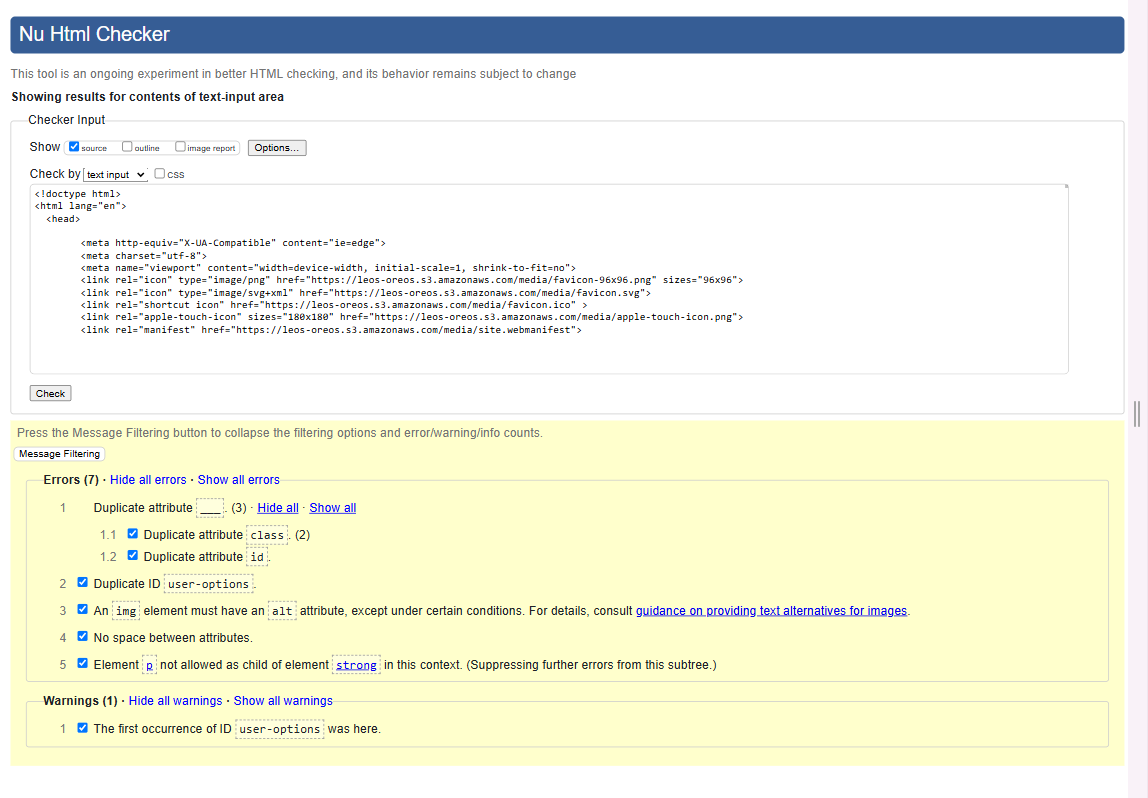 Nu Html Checker
This tool is an ongoing experiment in better HTML checking, and its behavior remains subject to change
Showing results for contents of text-input area
Checker Input
Show source outline image report Options...
Check by text input css
<!doctype html>
<html lang="en">
<head>
<meta http-equiv="X-UA-Compatible" content="ie=edge">
<meta charset="utf-8">
<meta name="viewport" content="width=device-width, initial-scale=1, shrink-to-fit=no">
<link rel="icon" type="image/png" href="https://leos-oreos.s3.amazonaws.com/media/favicon-96x96.png" sizes="96x96">
<link rel="icon" type="image/svg+xml" href="https://leos-oreos.s3.amazonaws.com/media/favicon.svg">
<link rel="shortcut icon" href="https://leos-oreos.s3.amazonaws.com/media/favicon.ico" >
<link rel="apple-touch-icon" sizes="180x180" href="https://leos-oreos.s3.amazonaws.com/media/apple-touch-icon.png">
<link rel="manifest" href="https://leos-oreos.s3.amazonaws.com/media/site.webmanifest">
Check
Press the Message Filtering button to collapse the filtering options and error/warning/info counts.
Message Filtering
Errors (7) · Hide all errors · Show all errors
1 Duplicate attribute ___. (3) · Hide all · Show all
1.1 Duplicate attribute class. (2)
1.2 Duplicate attribute id.
2 Duplicate ID user-options.
3 An img element must have an alt attribute, except under certain conditions. For details, consult guidance on providing text alternatives for images.
4 No space between attributes.
5 Element p not allowed as child of element strong in this context. (Suppressing further errors from this subtree.)
Warnings (1) · Hide all warnings · Show all warnings
1 The first occurrence of ID user-options was here.